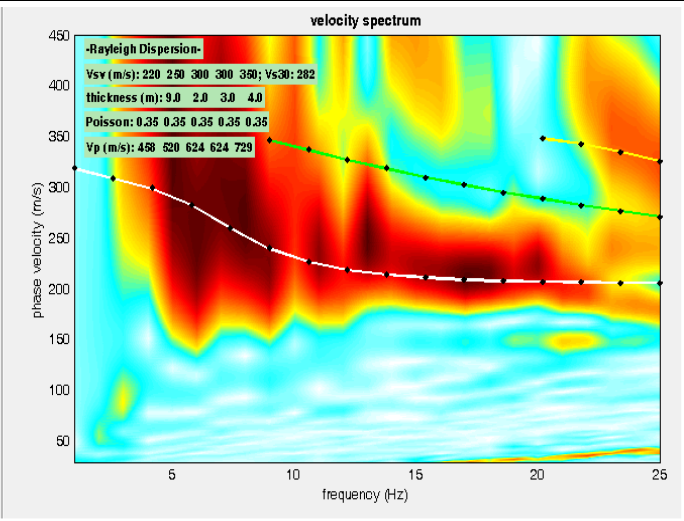 velocity spectrum
-Rayleigh Dispersion-
Vsv (m/s): 220 250 300 300 350; Vs30: 282
thickness (m): 9.0 2.0 3.0 4.0
Poisson: 0.35 0.35 0.35 0.35 0.35
Vp (m/s): 458 520 624 624 729
450
400
350
300
250
200
150
100
50
phase velocity (m/s)
5 10 15 20 25
frequency (Hz)